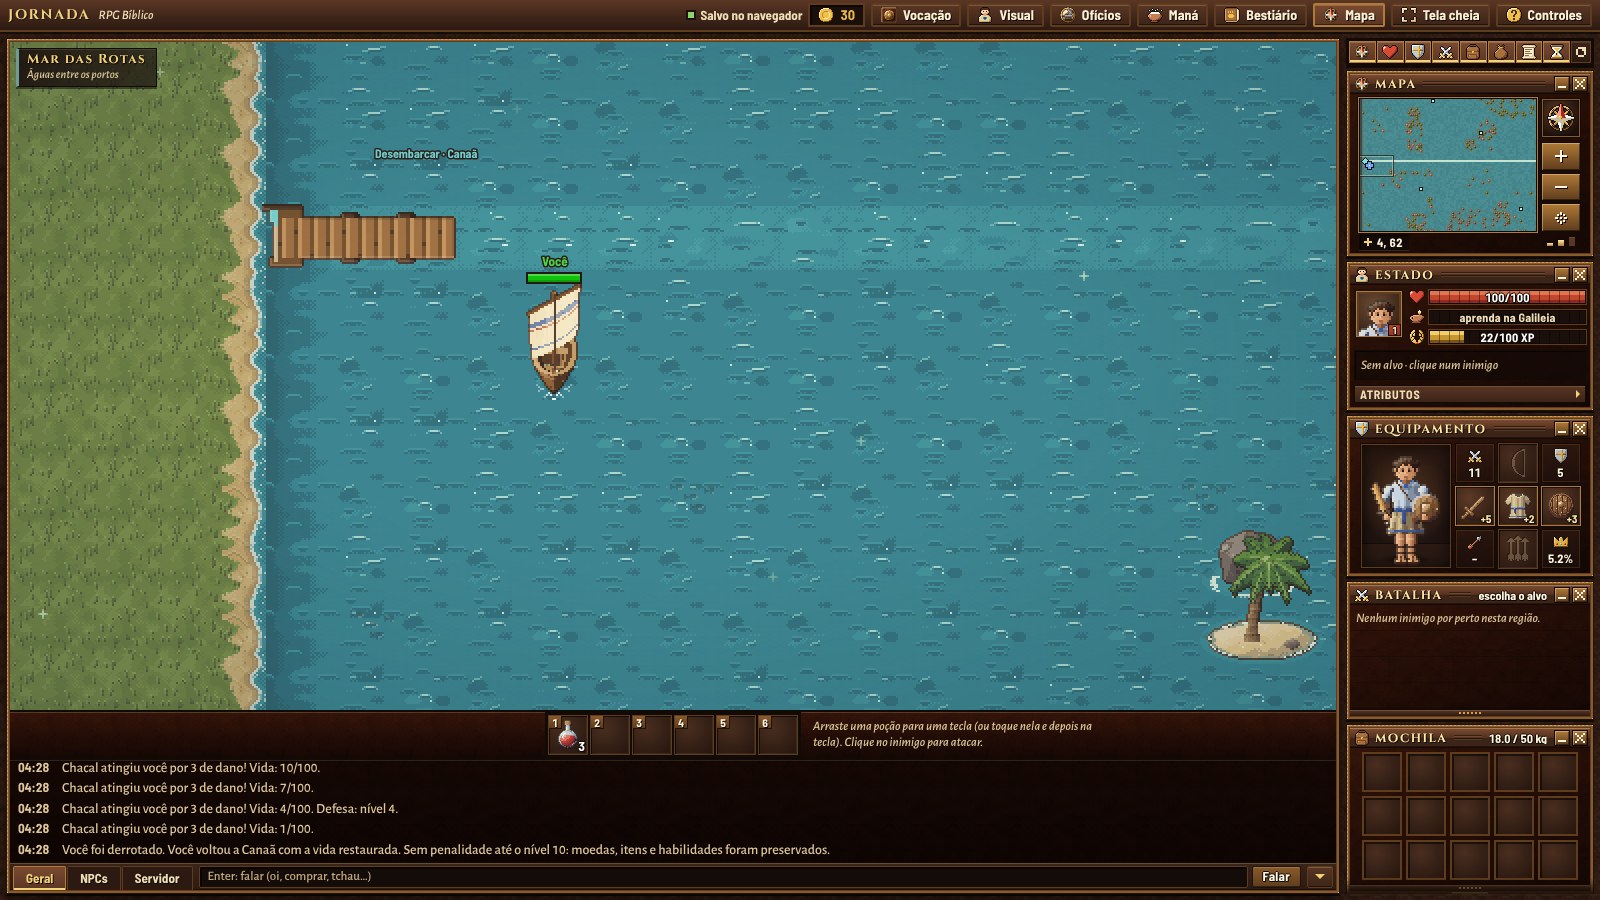 JORNADA RPG Bíblico
Salvo no navegador 30 Vocação Visual Ofícios Maná Bestiário Mapa Tela cheia Controles
MAR DAS ROTAS
Águas entre os portos
Desembarcar · Canaã
Você
MAPA
4, 62
ESTADO
100/100
aprenda na Galileia
1
22/100 XP
Sem alvo · clique num inimigo
ATRIBUTOS
EQUIPAMENTO
11 5
+5 +2 +3
- 5.2%
BATALHA escolha o alvo
Nenhum inimigo por perto nesta região.
MOCHILA 18.0 / 50 kg
1 2 3 4 5 6
3
Arraste uma poção para uma tecla (ou toque nela e depois na
tecla). Clique no inimigo para atacar.
04:28 Chacal atingiu você por 3 de dano! Vida: 10/100.
04:28 Chacal atingiu você por 3 de dano! Vida: 7/100.
04:28 Chacal atingiu você por 3 de dano! Vida: 4/100. Defesa: nível 4.
04:28 Chacal atingiu você por 3 de dano! Vida: 1/100.
04:28 Você foi derrotado. Você voltou a Canaã com a vida restaurada. Sem penalidade até o nível 10: moedas, itens e habilidades foram preservados.
Geral NPCs Servidor Enter: falar (oi, comprar, tchau...) Falar